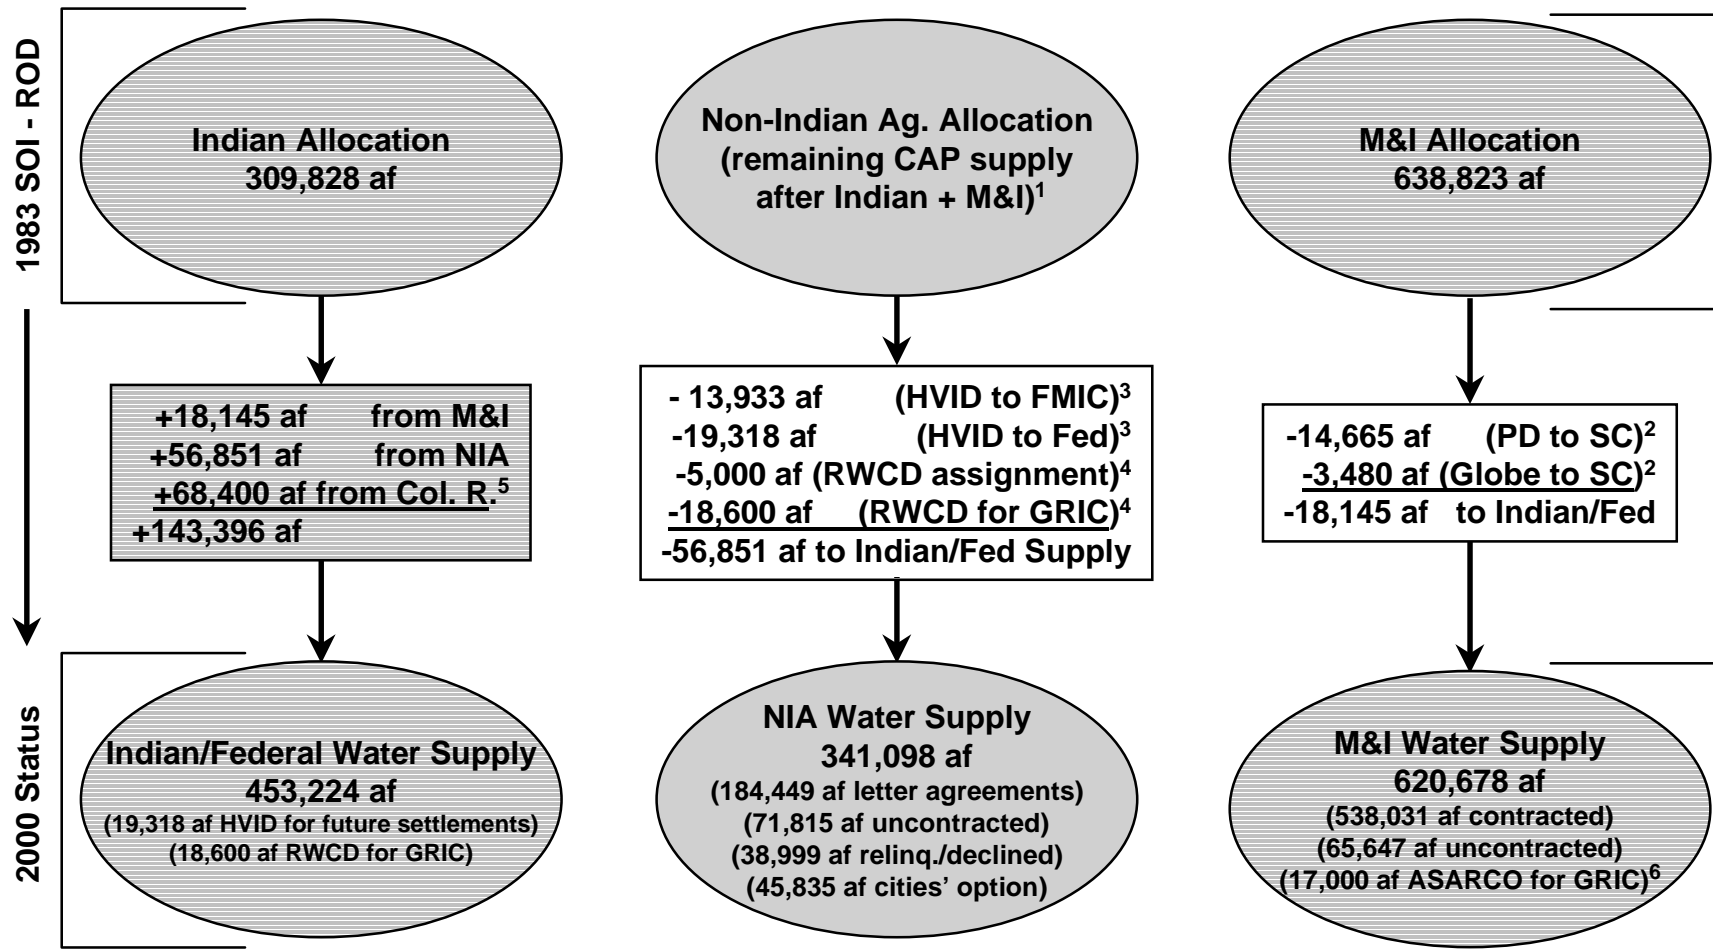 1983 SOI - ROD
Indian Allocation
309,828 af
Non-Indian Ag. Allocation
(remaining CAP supply
after Indian + M&I)¹
M&I Allocation
638,823 af
+18,145 af from M&I
+56,851 af from NIA
+68,400 af from Col. R.⁵
+143,396 af
- 13,933 af (HVID to FMIC)³
-19,318 af (HVID to Fed)³
-5,000 af (RWCD assignment)⁴
-18,600 af (RWCD for GRIC)⁴
-56,851 af to Indian/Fed Supply
-14,665 af (PD to SC)²
-3,480 af (Globe to SC)²
-18,145 af to Indian/Fed
2000 Status
Indian/Federal Water Supply
453,224 af
(19,318 af HVID for future settlements)
(18,600 af RWCD for GRIC)
NIA Water Supply
341,098 af
(184,449 af letter agreements)
(71,815 af uncontracted)
(38,999 af relinq./declined)
(45,835 af cities’ option)
M&I Water Supply
620,678 af
(538,031 af contracted)
(65,647 af uncontracted)
(17,000 af ASARCO for GRIC)⁶